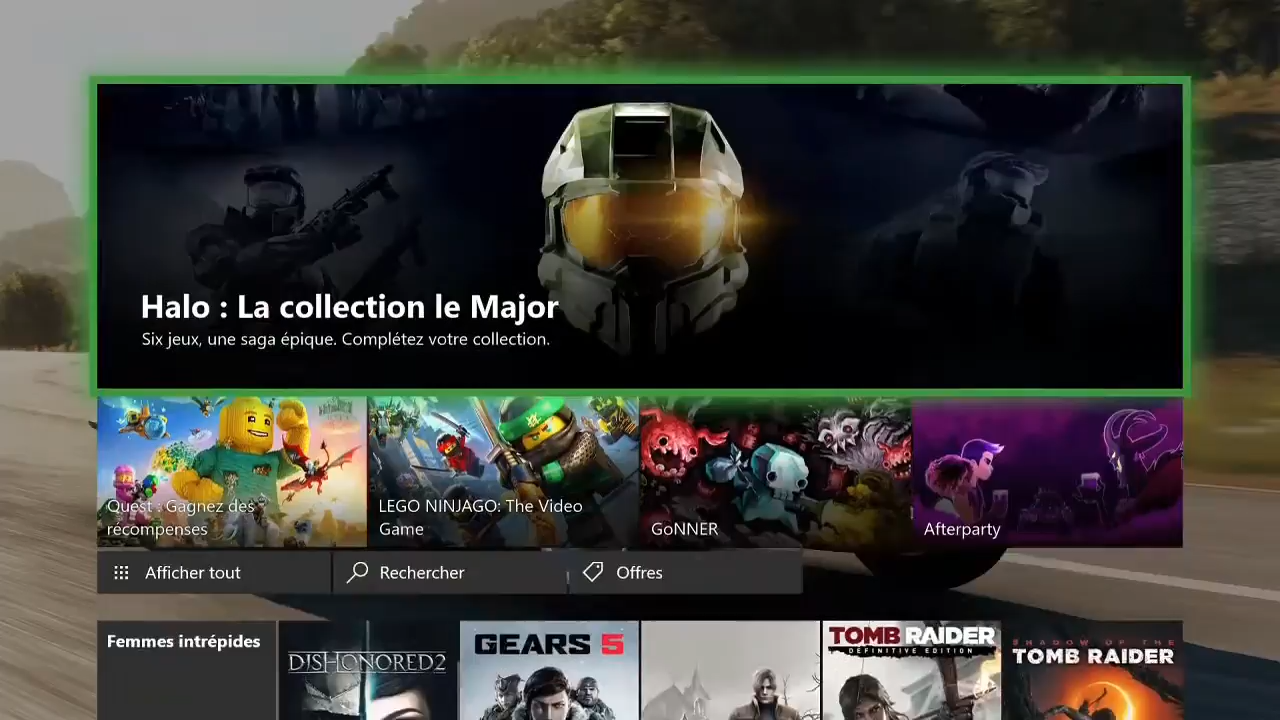 Halo : La collection le Major
Six jeux, une saga épique. Complétez votre collection.
Quest : Gagnez des
récompenses
LEGO NINJAGO: The Video
Game
GoNNER
Afterparty
Afficher tout
Rechercher
Offres
Femmes intrépides
DISHONORED2
GEARS 5
TOMB RAIDER
DEFINITIVE EDITION
SHADOW OF THE
TOMB RAIDER